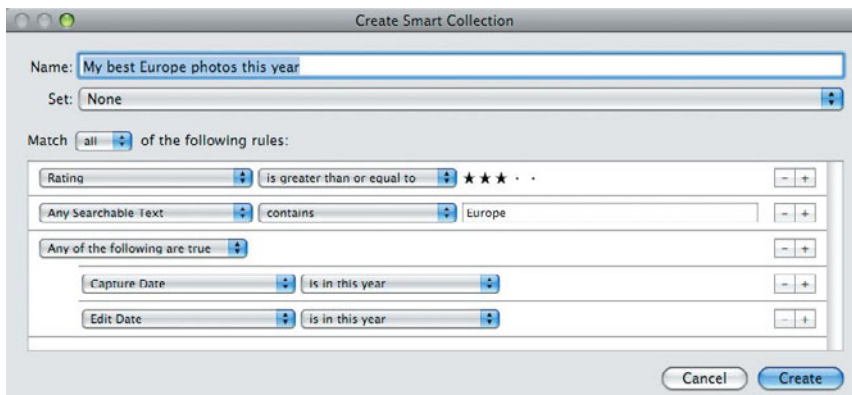 Create Smart Collection
Name: My best Europe photos this year
Set: None
Match all of the following rules:
Rating is greater than or equal to ★ ★ ★ · · - +
Any Searchable Text contains Europe - +
Any of the following are true - +
Capture Date is in this year - +
Edit Date is in this year - +
Cancel Create